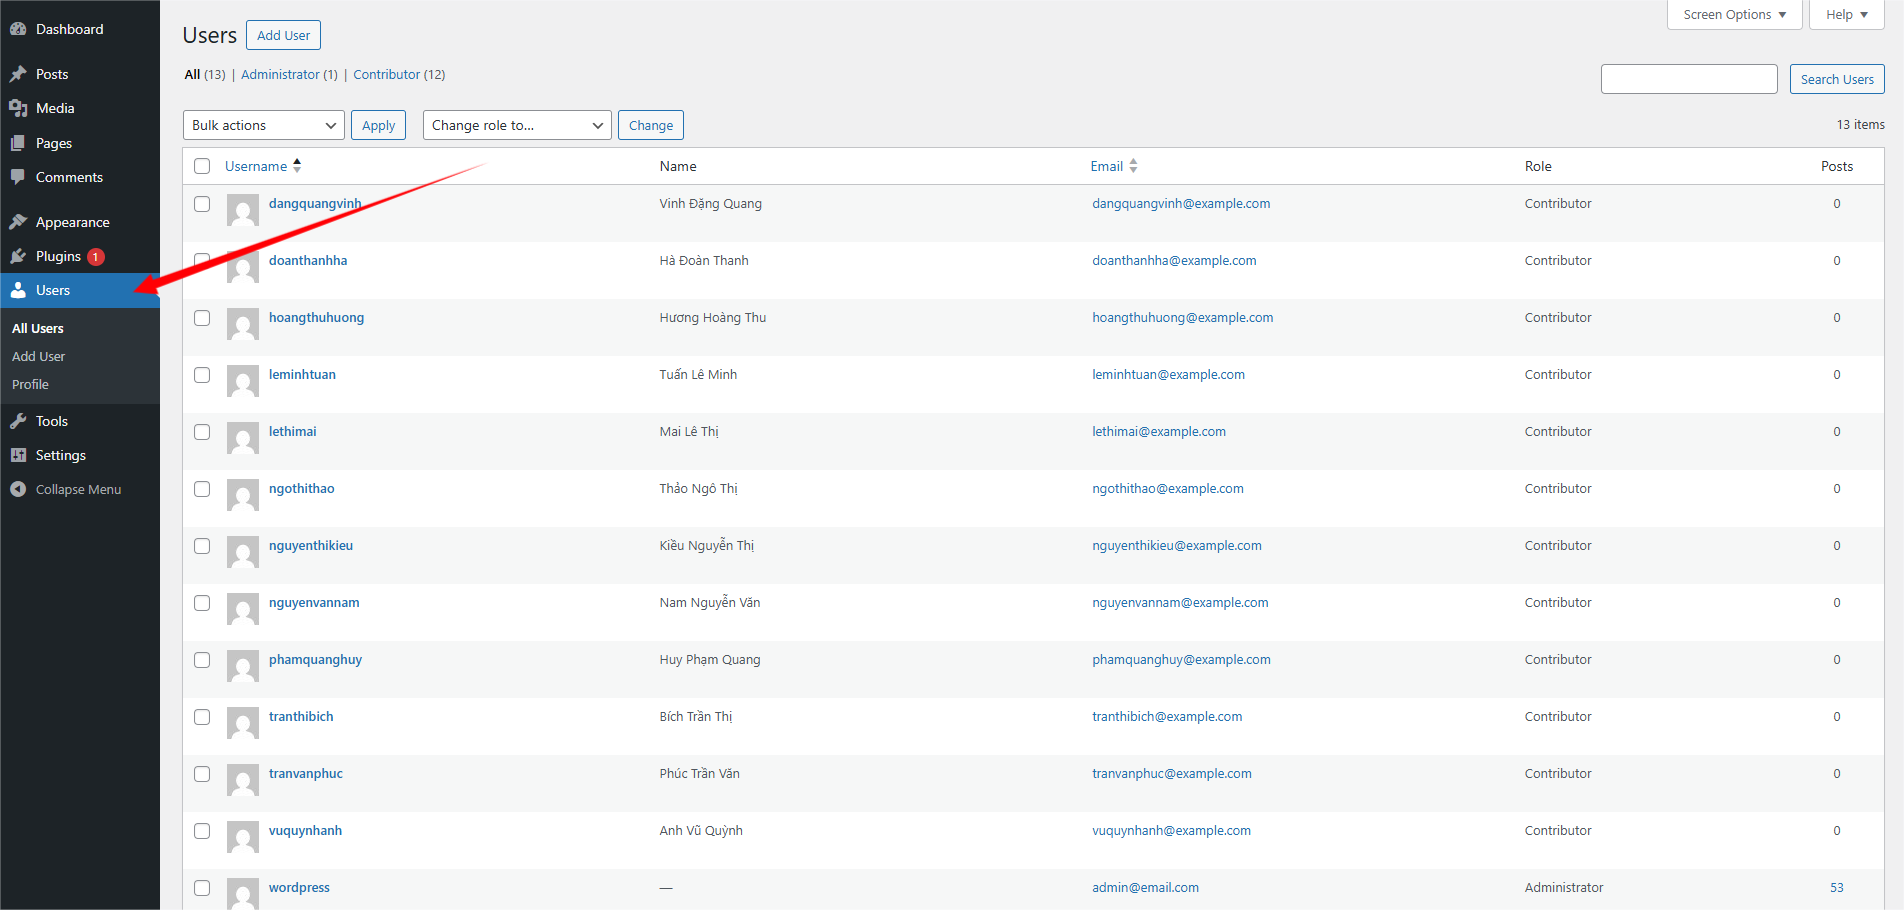 Screen Options
Help
Dashboard
Posts
Media
Pages
Comments
Appearance
Plugins 1
Users
All Users
Add User
Profile
Tools
Settings
Collapse Menu
Users Add User
All (13) | Administrator (1) | Contributor (12)
Search Users
Bulk actions Apply Change role to... Change 13 items
Username Name Email Role Posts
dangquangvinh Vinh Đặng Quang dangquangvinh@example.com Contributor 0
doanthanhha Hà Đoàn Thanh doanthanhha@example.com Contributor 0
hoangthuhuong Hương Hoàng Thu hoangthuhuong@example.com Contributor 0
leminhtuan Tuấn Lê Minh leminhtuan@example.com Contributor 0
lethimai Mai Lê Thị lethimai@example.com Contributor 0
ngothithao Thảo Ngô Thị ngothithao@example.com Contributor 0
nguyenthikieu Kiều Nguyễn Thị nguyenthikieu@example.com Contributor 0
nguyenvannam Nam Nguyễn Văn nguyenvannam@example.com Contributor 0
phamquanghuy Huy Phạm Quang phamquanghuy@example.com Contributor 0
tranthibich Bích Trần Thị tranthibich@example.com Contributor 0
tranvanphuc Phúc Trần Văn tranvanphuc@example.com Contributor 0
vuquynhanh Anh Vũ Quỳnh vuquynhanh@example.com Contributor 0
wordpress — admin@email.com Administrator 53